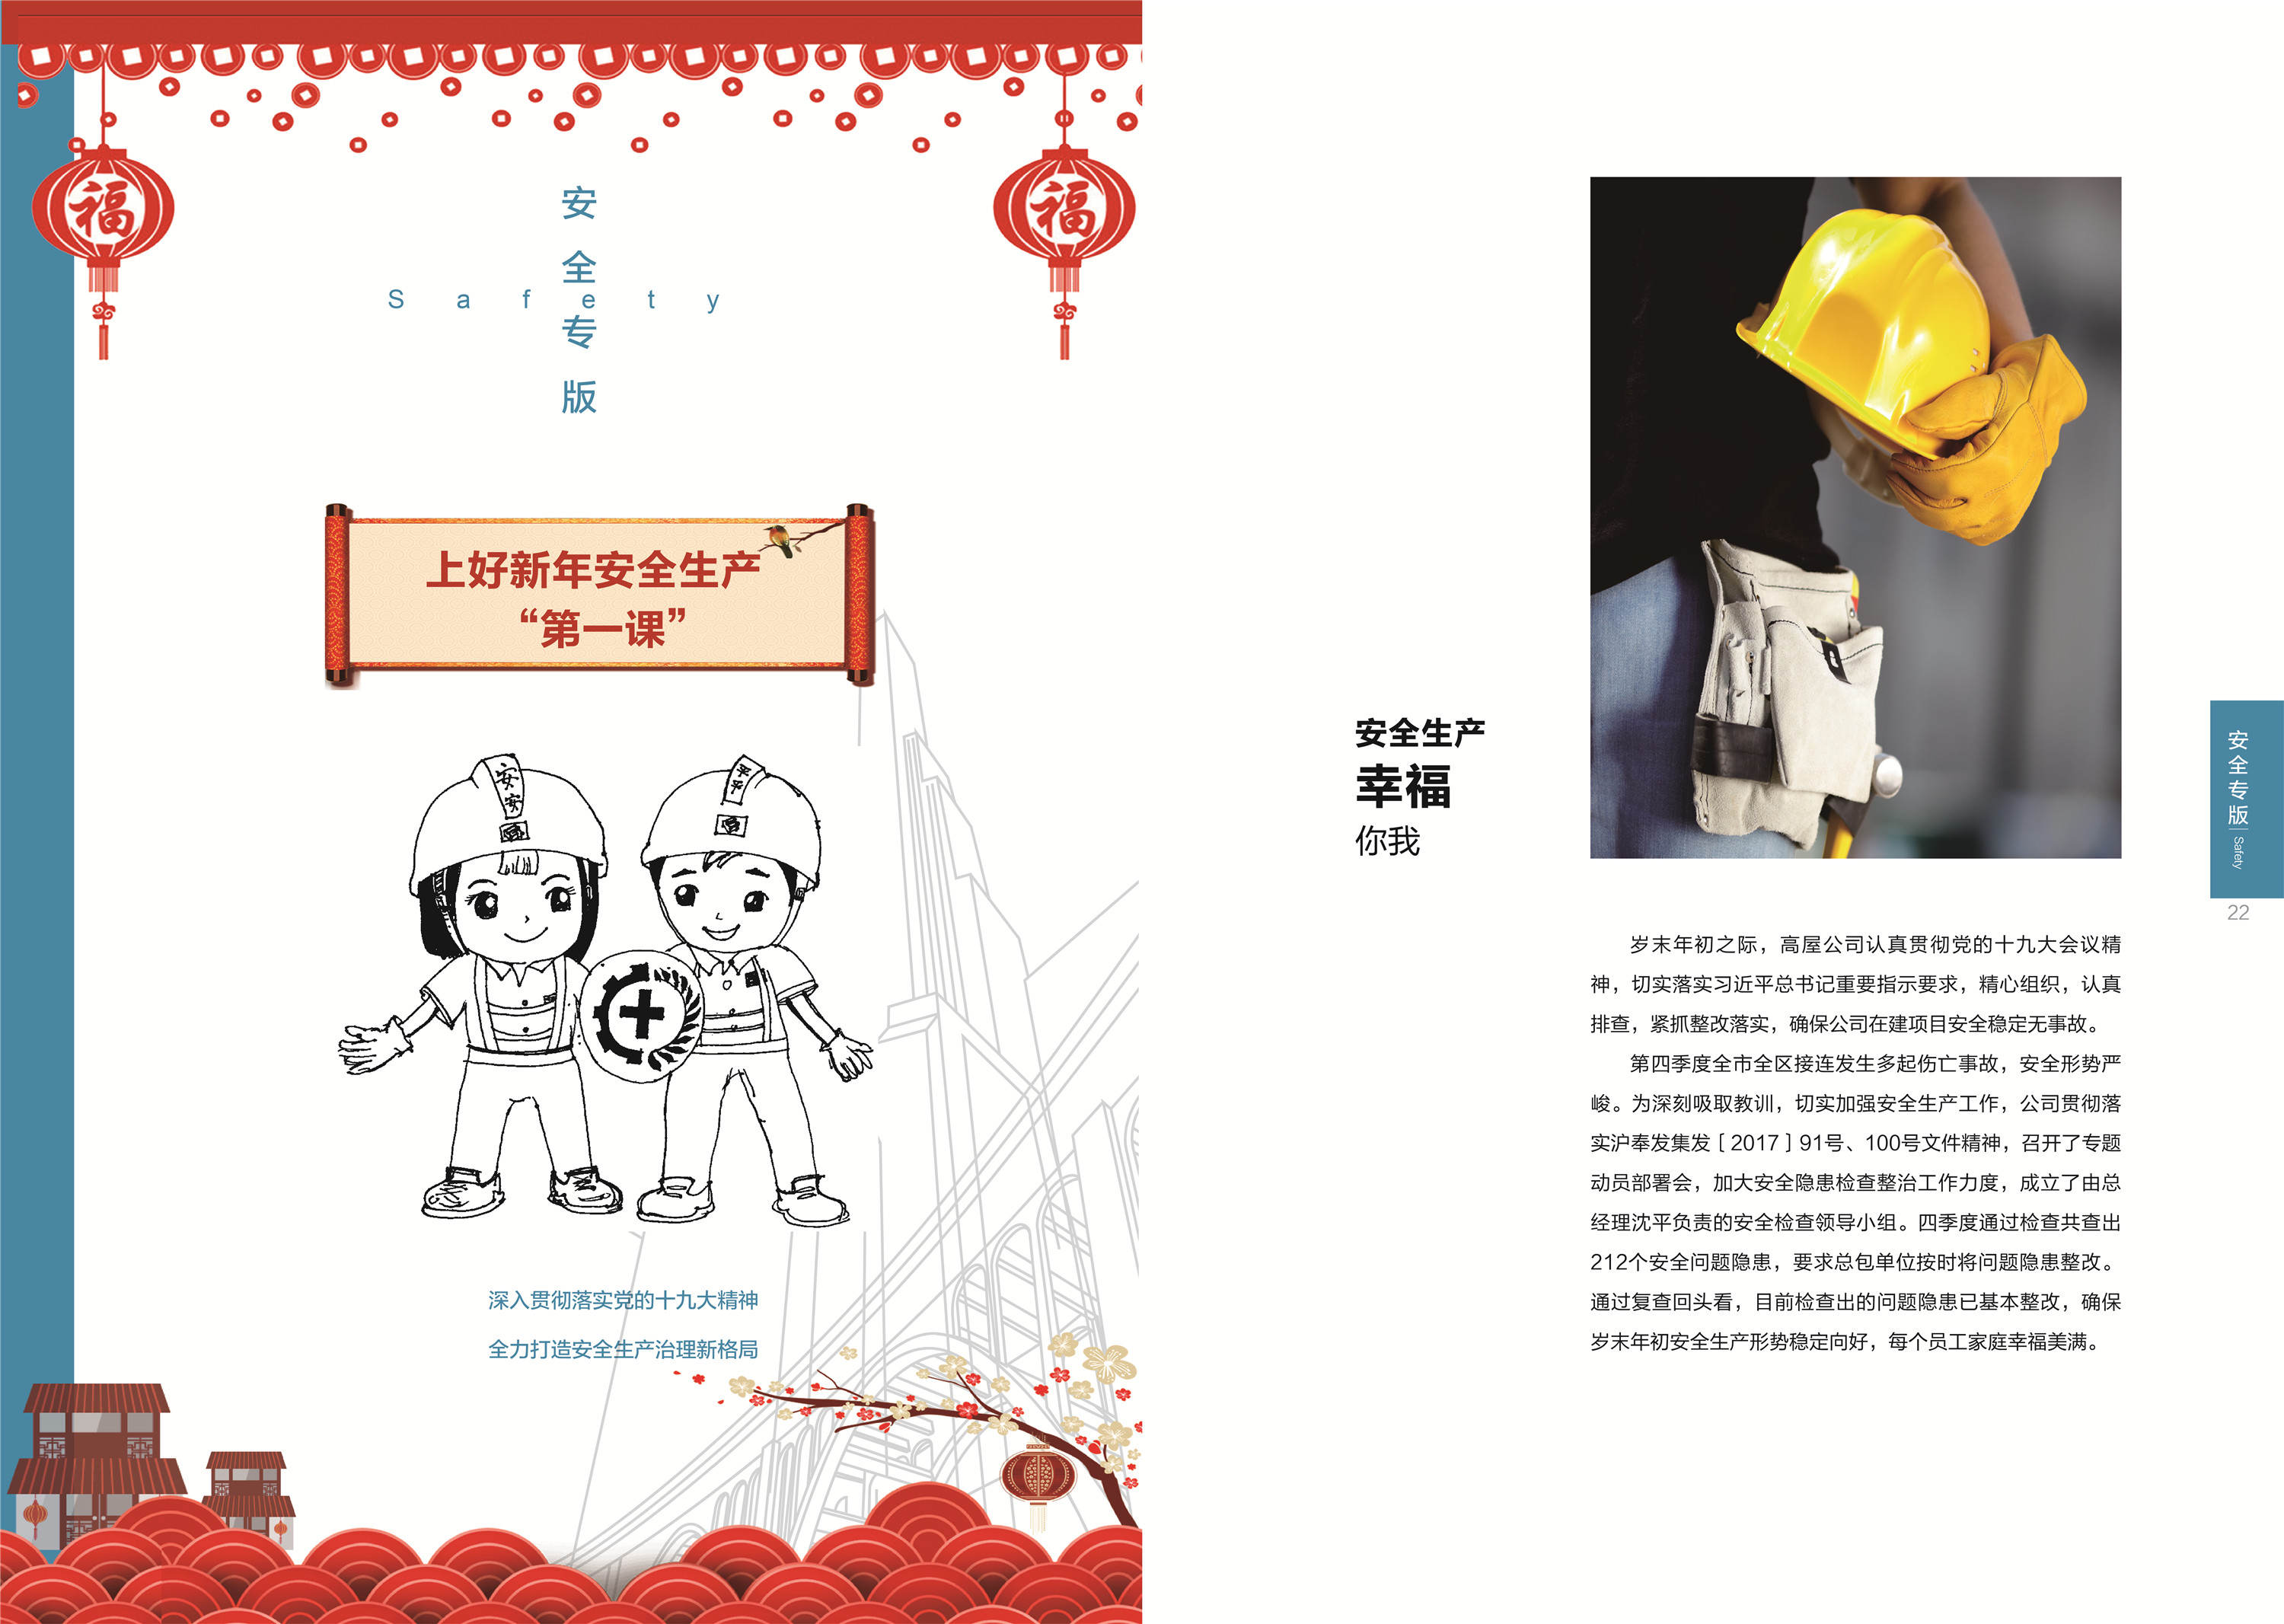 福
福
安
全
专
版
Safety
上好新年安全生产
“第一课”
安
安
深入贯彻落实党的十九大精神
全力打造安全生产治理新格局
安全生产
幸福
你我
岁末年初之际，高屋公司认真贯彻党的十九大会议精
神，切实落实习近平总书记重要指示要求，精心组织，认真
排查，紧抓整改落实，确保公司在建项目安全稳定无事故。
第四季度全市全区接连发生多起伤亡事故，安全形势严
峻。为深刻吸取教训，切实加强安全生产工作，公司贯彻落
实沪奉发集发［2017］91号、100号文件精神，召开了专题
动员部署会，加大安全隐患检查整治工作力度，成立了由总
经理沈平负责的安全检查领导小组。四季度通过检查共查出
212个安全问题隐患，要求总包单位按时将问题隐患整改。
通过复查回头看，目前检查出的问题隐患已基本整改，确保
岁末年初安全生产形势稳定向好，每个员工家庭幸福美满。
安全专版
Safety
22